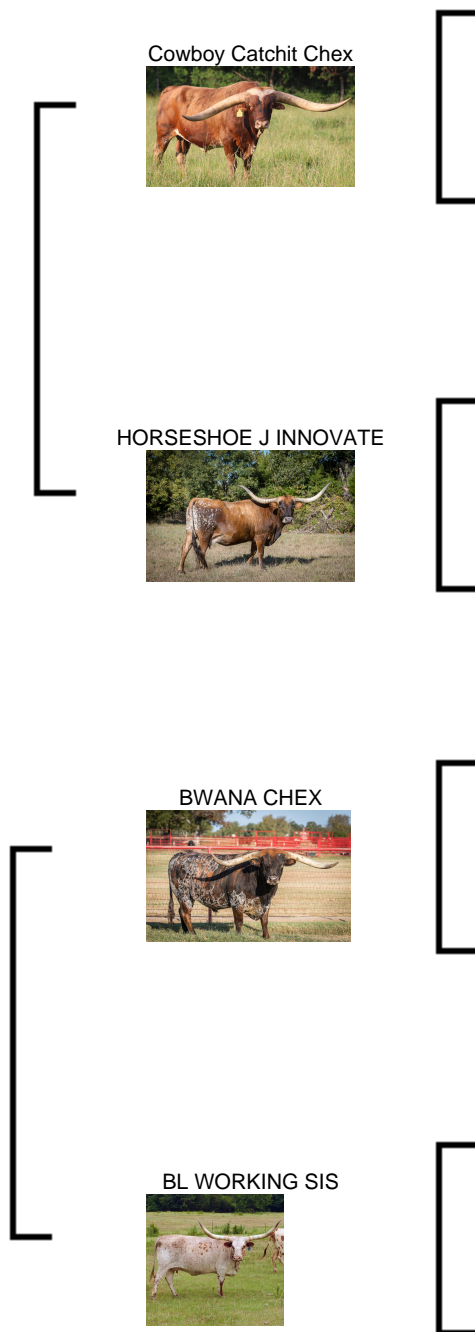 Cowboy Catchit Chex
HORSESHOE J INNOVATE
BWANA CHEX
BL WORKING SIS